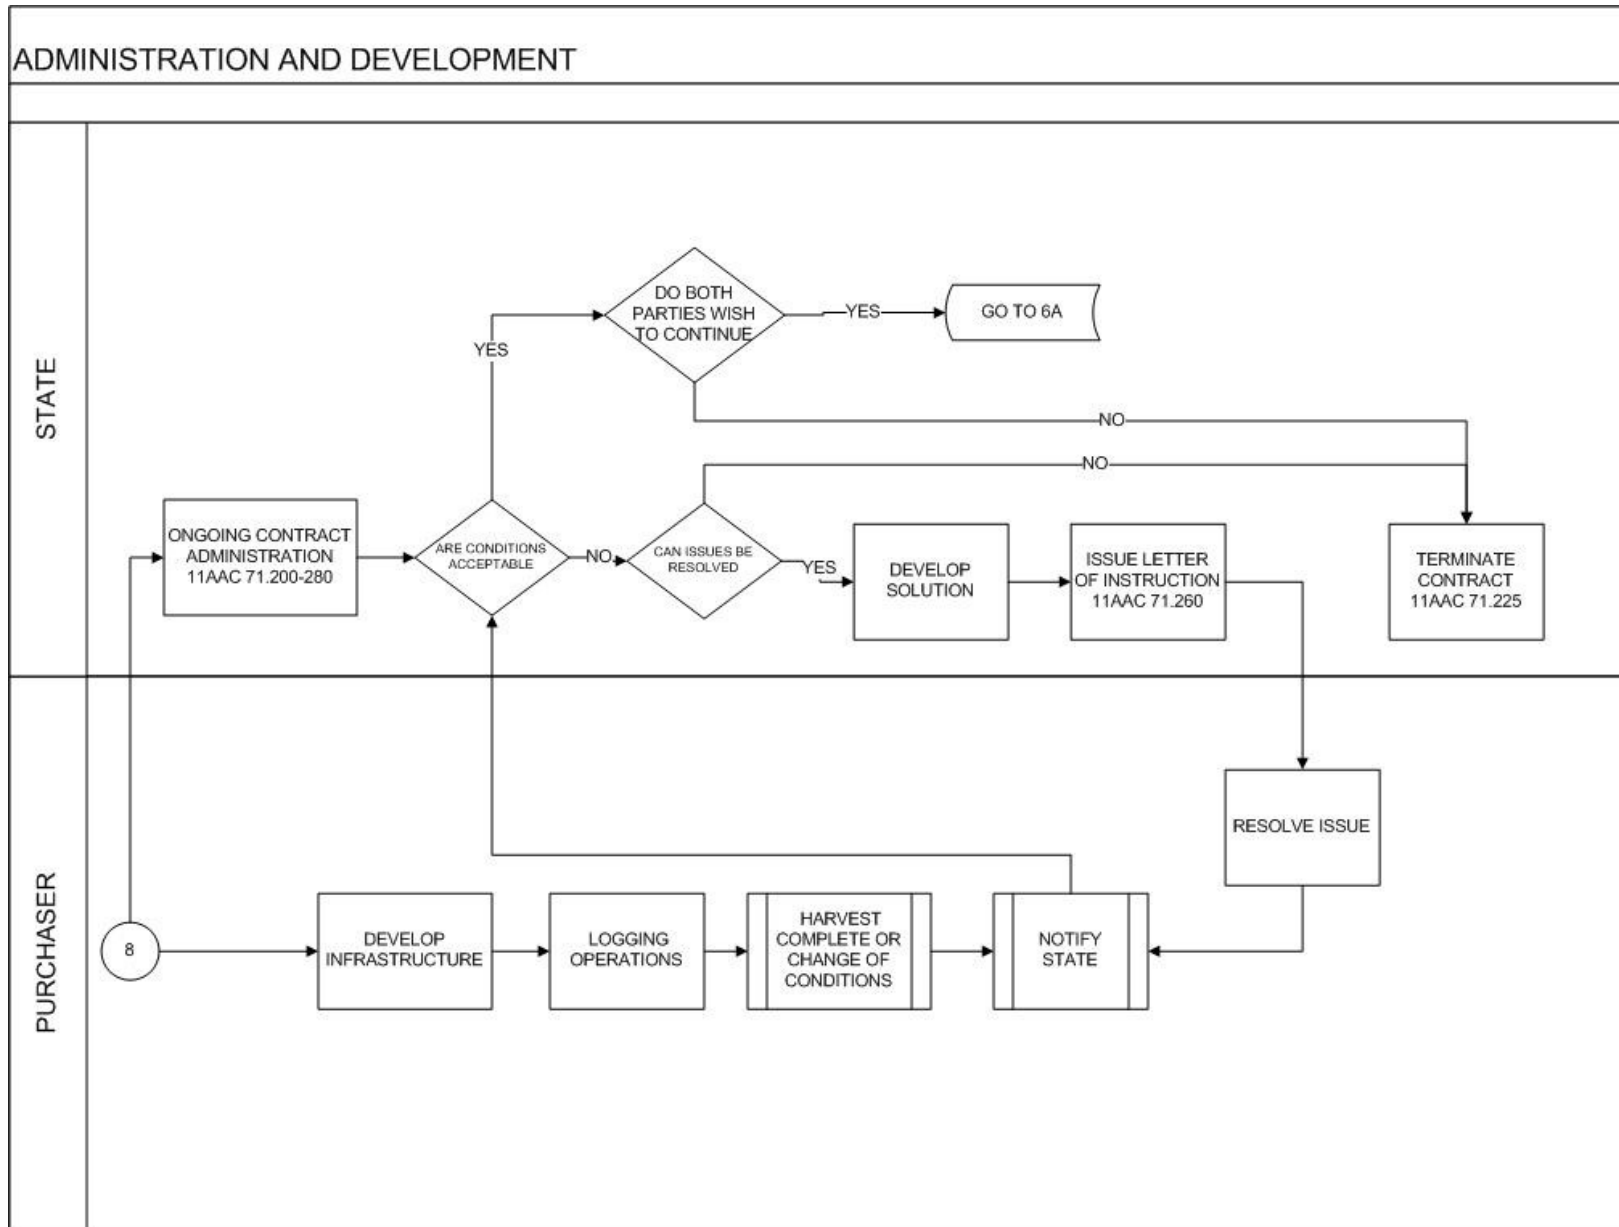 ADMINISTRATION AND DEVELOPMENT
STATE
DO BOTH
PARTIES WISH
TO CONTINUE
YES
GO TO 6A
YES
NO
NO
ONGOING CONTRACT
ADMINISTRATION
11AAC 71.200-280
ARE CONDITIONS
ACCEPTABLE
NO
CAN ISSUES BE
RESOLVED
YES
DEVELOP
SOLUTION
ISSUE LETTER
OF INSTRUCTION
11AAC 71.260
TERMINATE
CONTRACT
11AAC 71.225
PURCHASER
RESOLVE ISSUE
8
DEVELOP
INFRASTRUCTURE
LOGGING
OPERATIONS
HARVEST
COMPLETE OR
CHANGE OF
CONDITIONS
NOTIFY
STATE